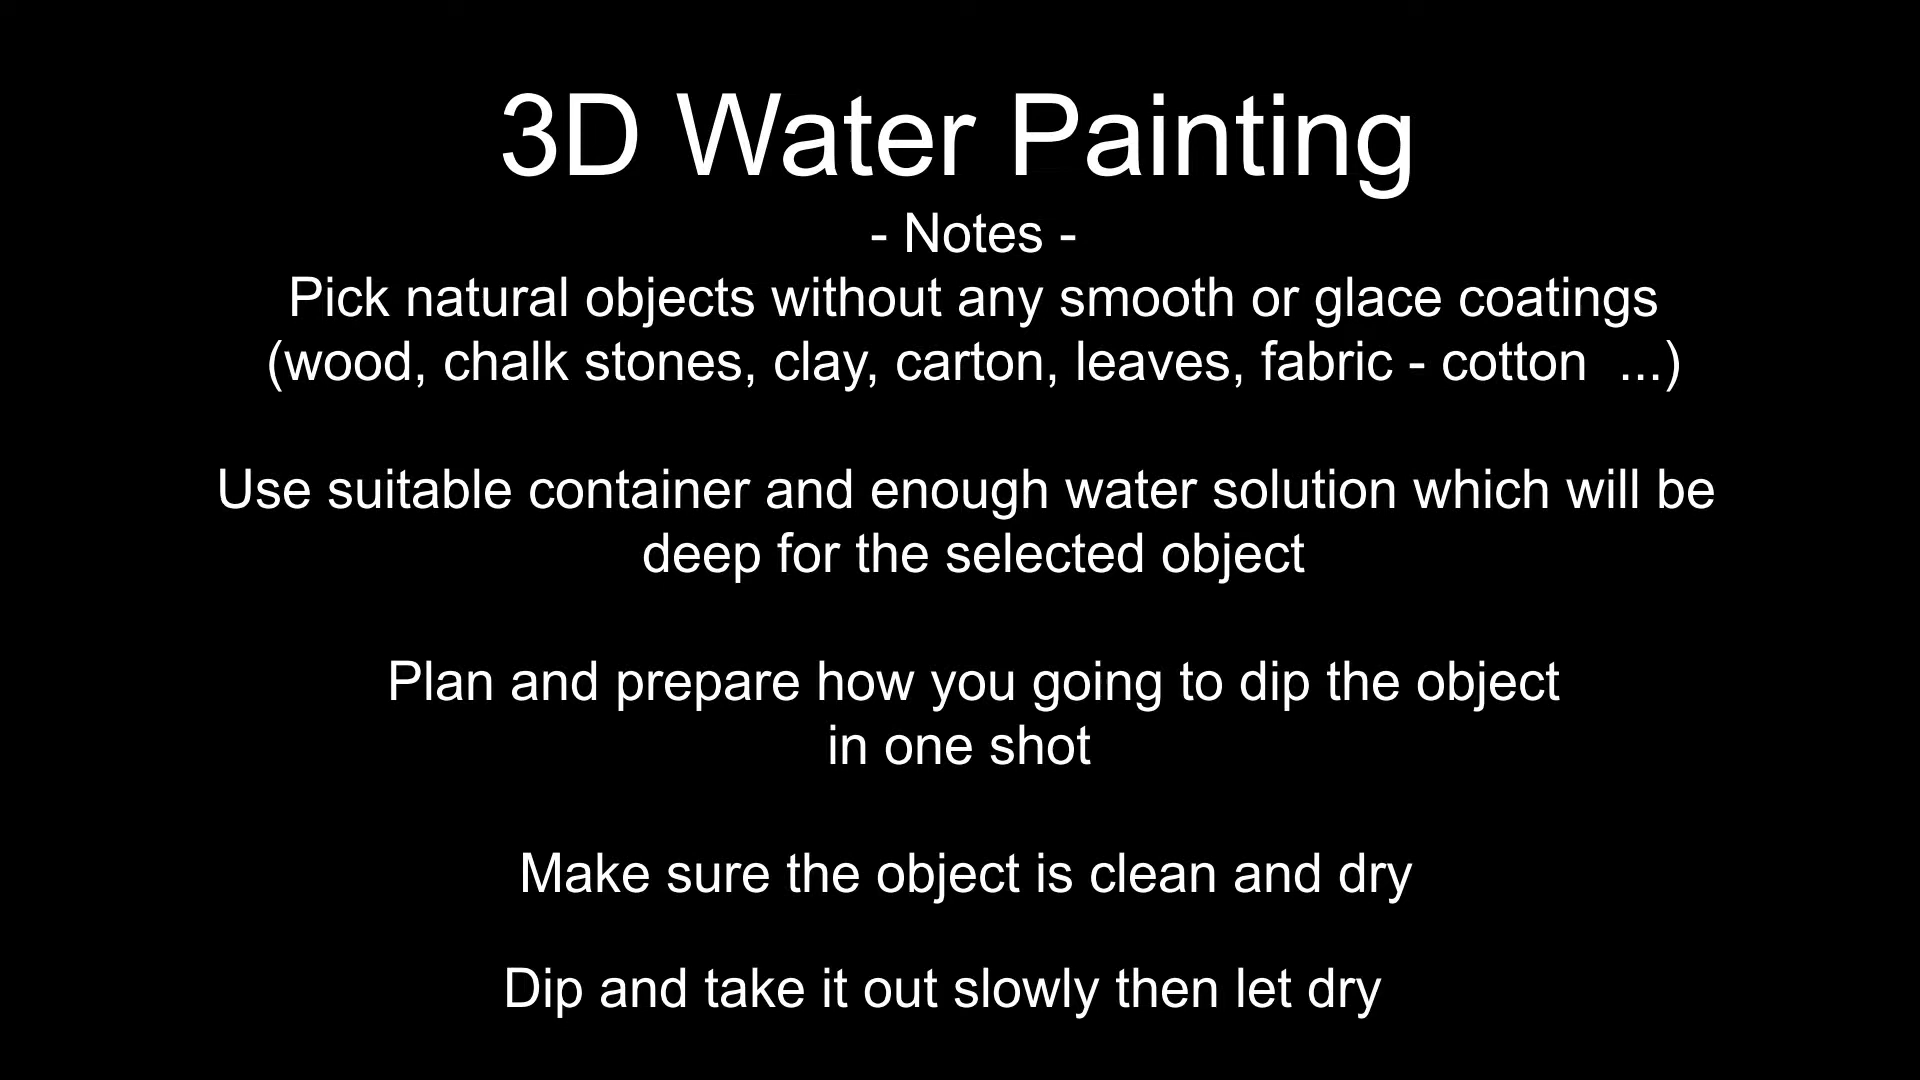 3D Water Painting
- Notes -
Pick natural objects without any smooth or glace coatings
(wood, chalk stones, clay, carton, leaves, fabric - cotton  ...)
Use suitable container and enough water solution which will be
deep for the selected object
Plan and prepare how you going to dip the object
in one shot
Make sure the object is clean and dry
Dip and take it out slowly then let dry